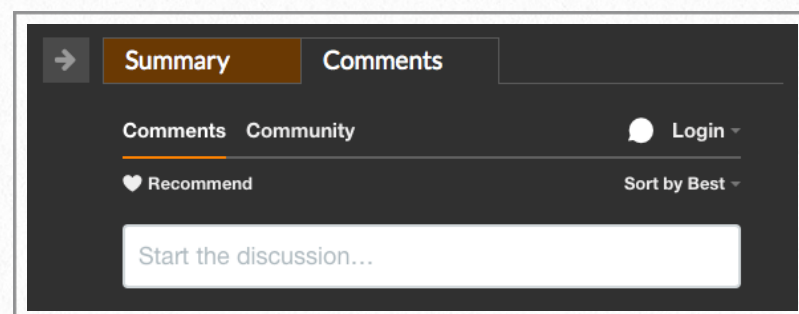 Summary Comments
Comments Community Login
Recommend Sort by Best
Start the discussion...